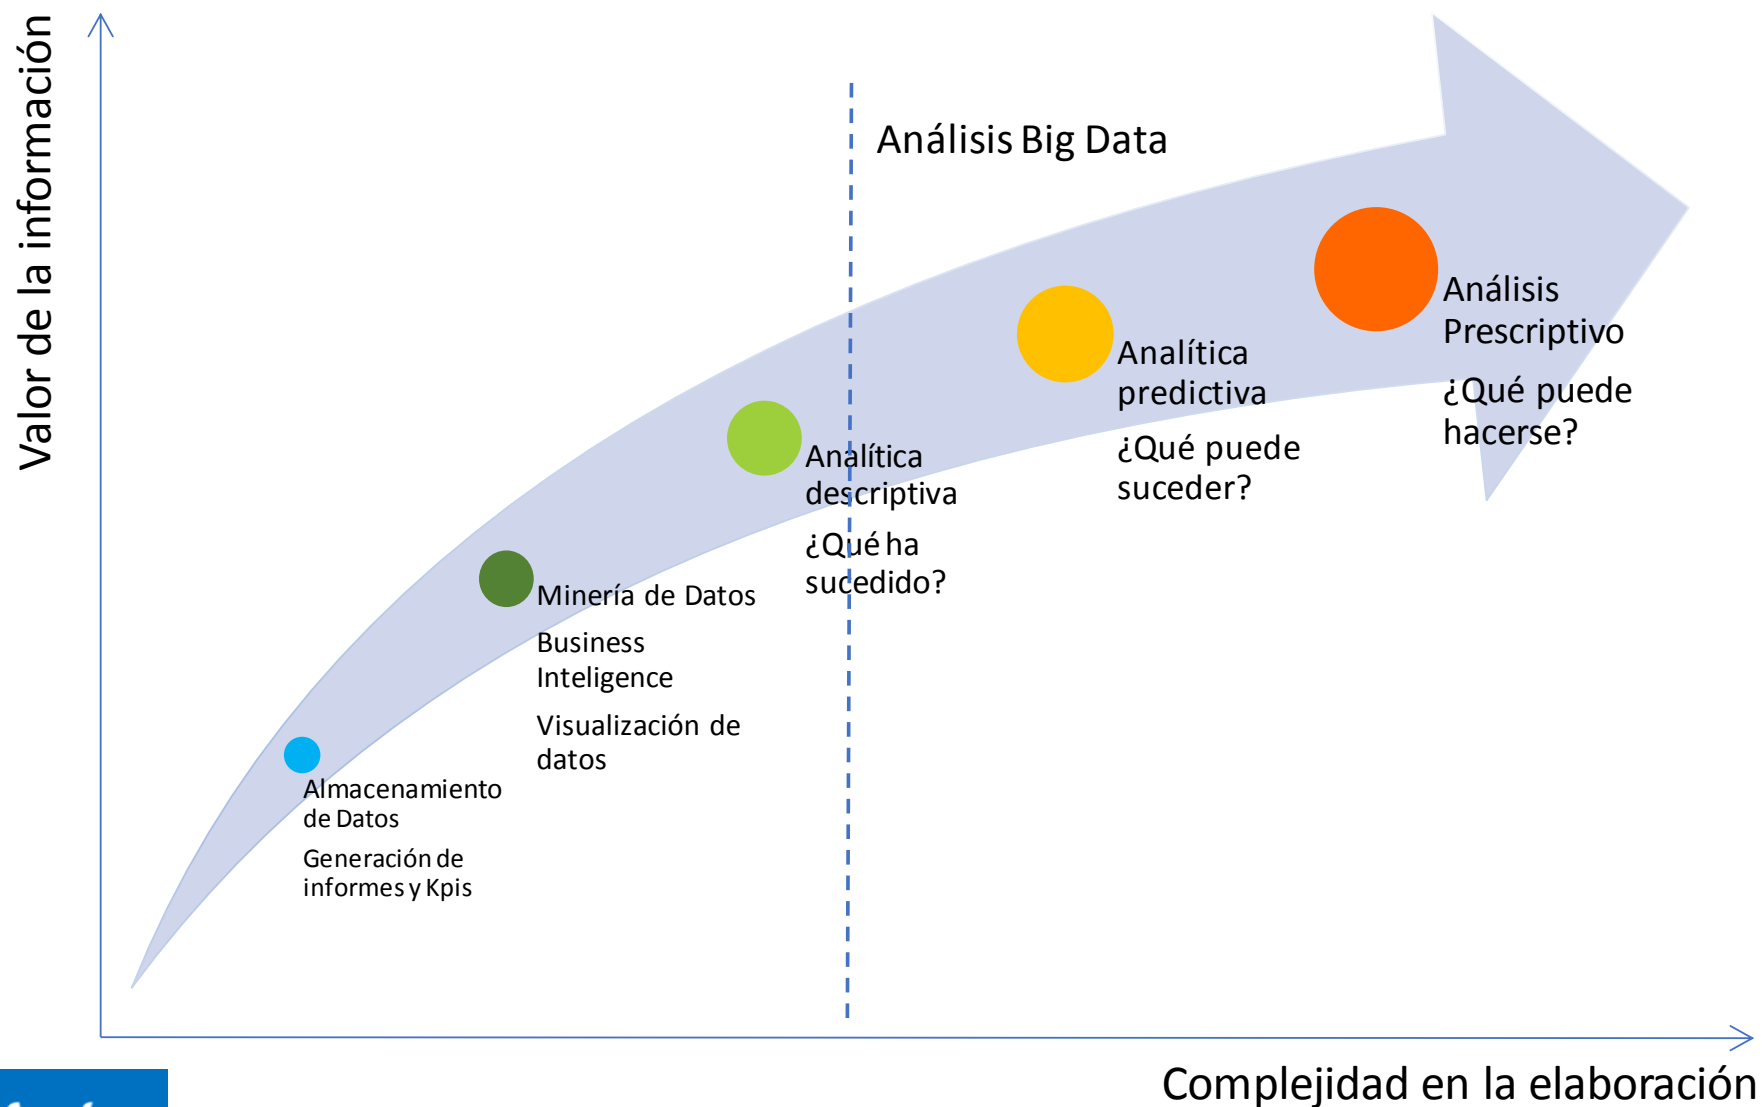 Valor de la información
Análisis Big Data
Análisis
Prescriptivo
¿Qué puede
hacerse?
Analítica
predictiva
¿Qué puede
suceder?
Analítica
descriptiva
¿Qué ha
sucedido?
Minería de Datos
Business
Inteligence
Visualización de
datos
Almacenamiento
de Datos
Generación de
informes y Kpis
Complejidad en la elaboración